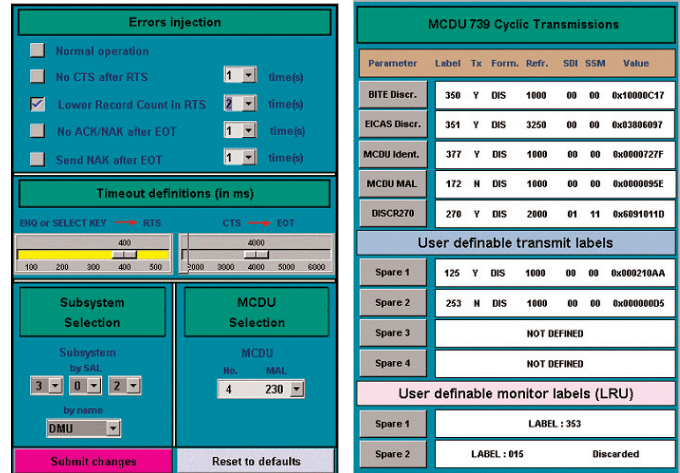 Errors injection
Normal operation
No CTS after RTS 1 time(s)
Lower Record Count in RTS 2 time(s)
No ACK/NAK after EOT 1 time(s)
Send NAK after EOT 1 time(s)
Timeout definitions (in ms)
ENQ or SELECT KEY RTS CTS EOT
400 4000
100 200 300 400 500 2000 3000 4000 5000 6000
Subsystem Selection
MCDU Selection
Subsystem
by SAL
3 0 2
by name
DMU
MCDU
No. MAL
4 230
Submit changes Reset to defaults
MCDU 739 Cyclic Transmissions
Parameter Label Tx Form. Refr. SDI SSM Value
BITE Discr. 350 Y DIS 1000 00 00 0x10000C17
EICAS Discr. 351 Y DIS 3250 00 00 0x03806097
MCDU Ident. 377 Y DIS 1000 00 00 0x0000727F
MCDU MAL 172 N DIS 1000 00 00 0x0000095E
DISCR270 270 Y DIS 2000 01 11 0x6091011D
User definable transmit labels
Spare 1 125 Y DIS 1000 00 00 0x000210AA
Spare 2 253 N DIS 1000 00 00 0x000000D5
Spare 3 NOT DEFINED
Spare 4 NOT DEFINED
User definable monitor labels (LRU)
Spare 1 LABEL : 353
Spare 2 LABEL : 015 Discarded